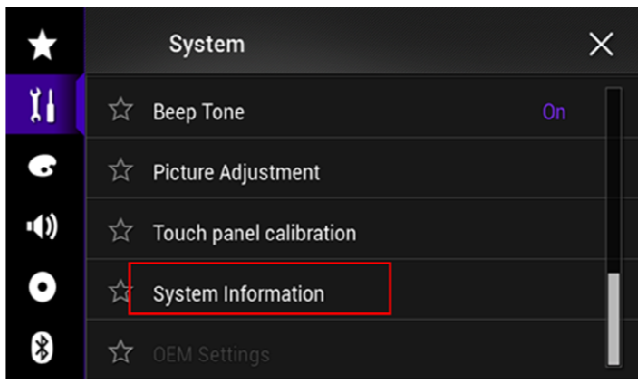 System
Beep Tone On
Picture Adjustment
Touch panel calibration
System Information
OEM Settings